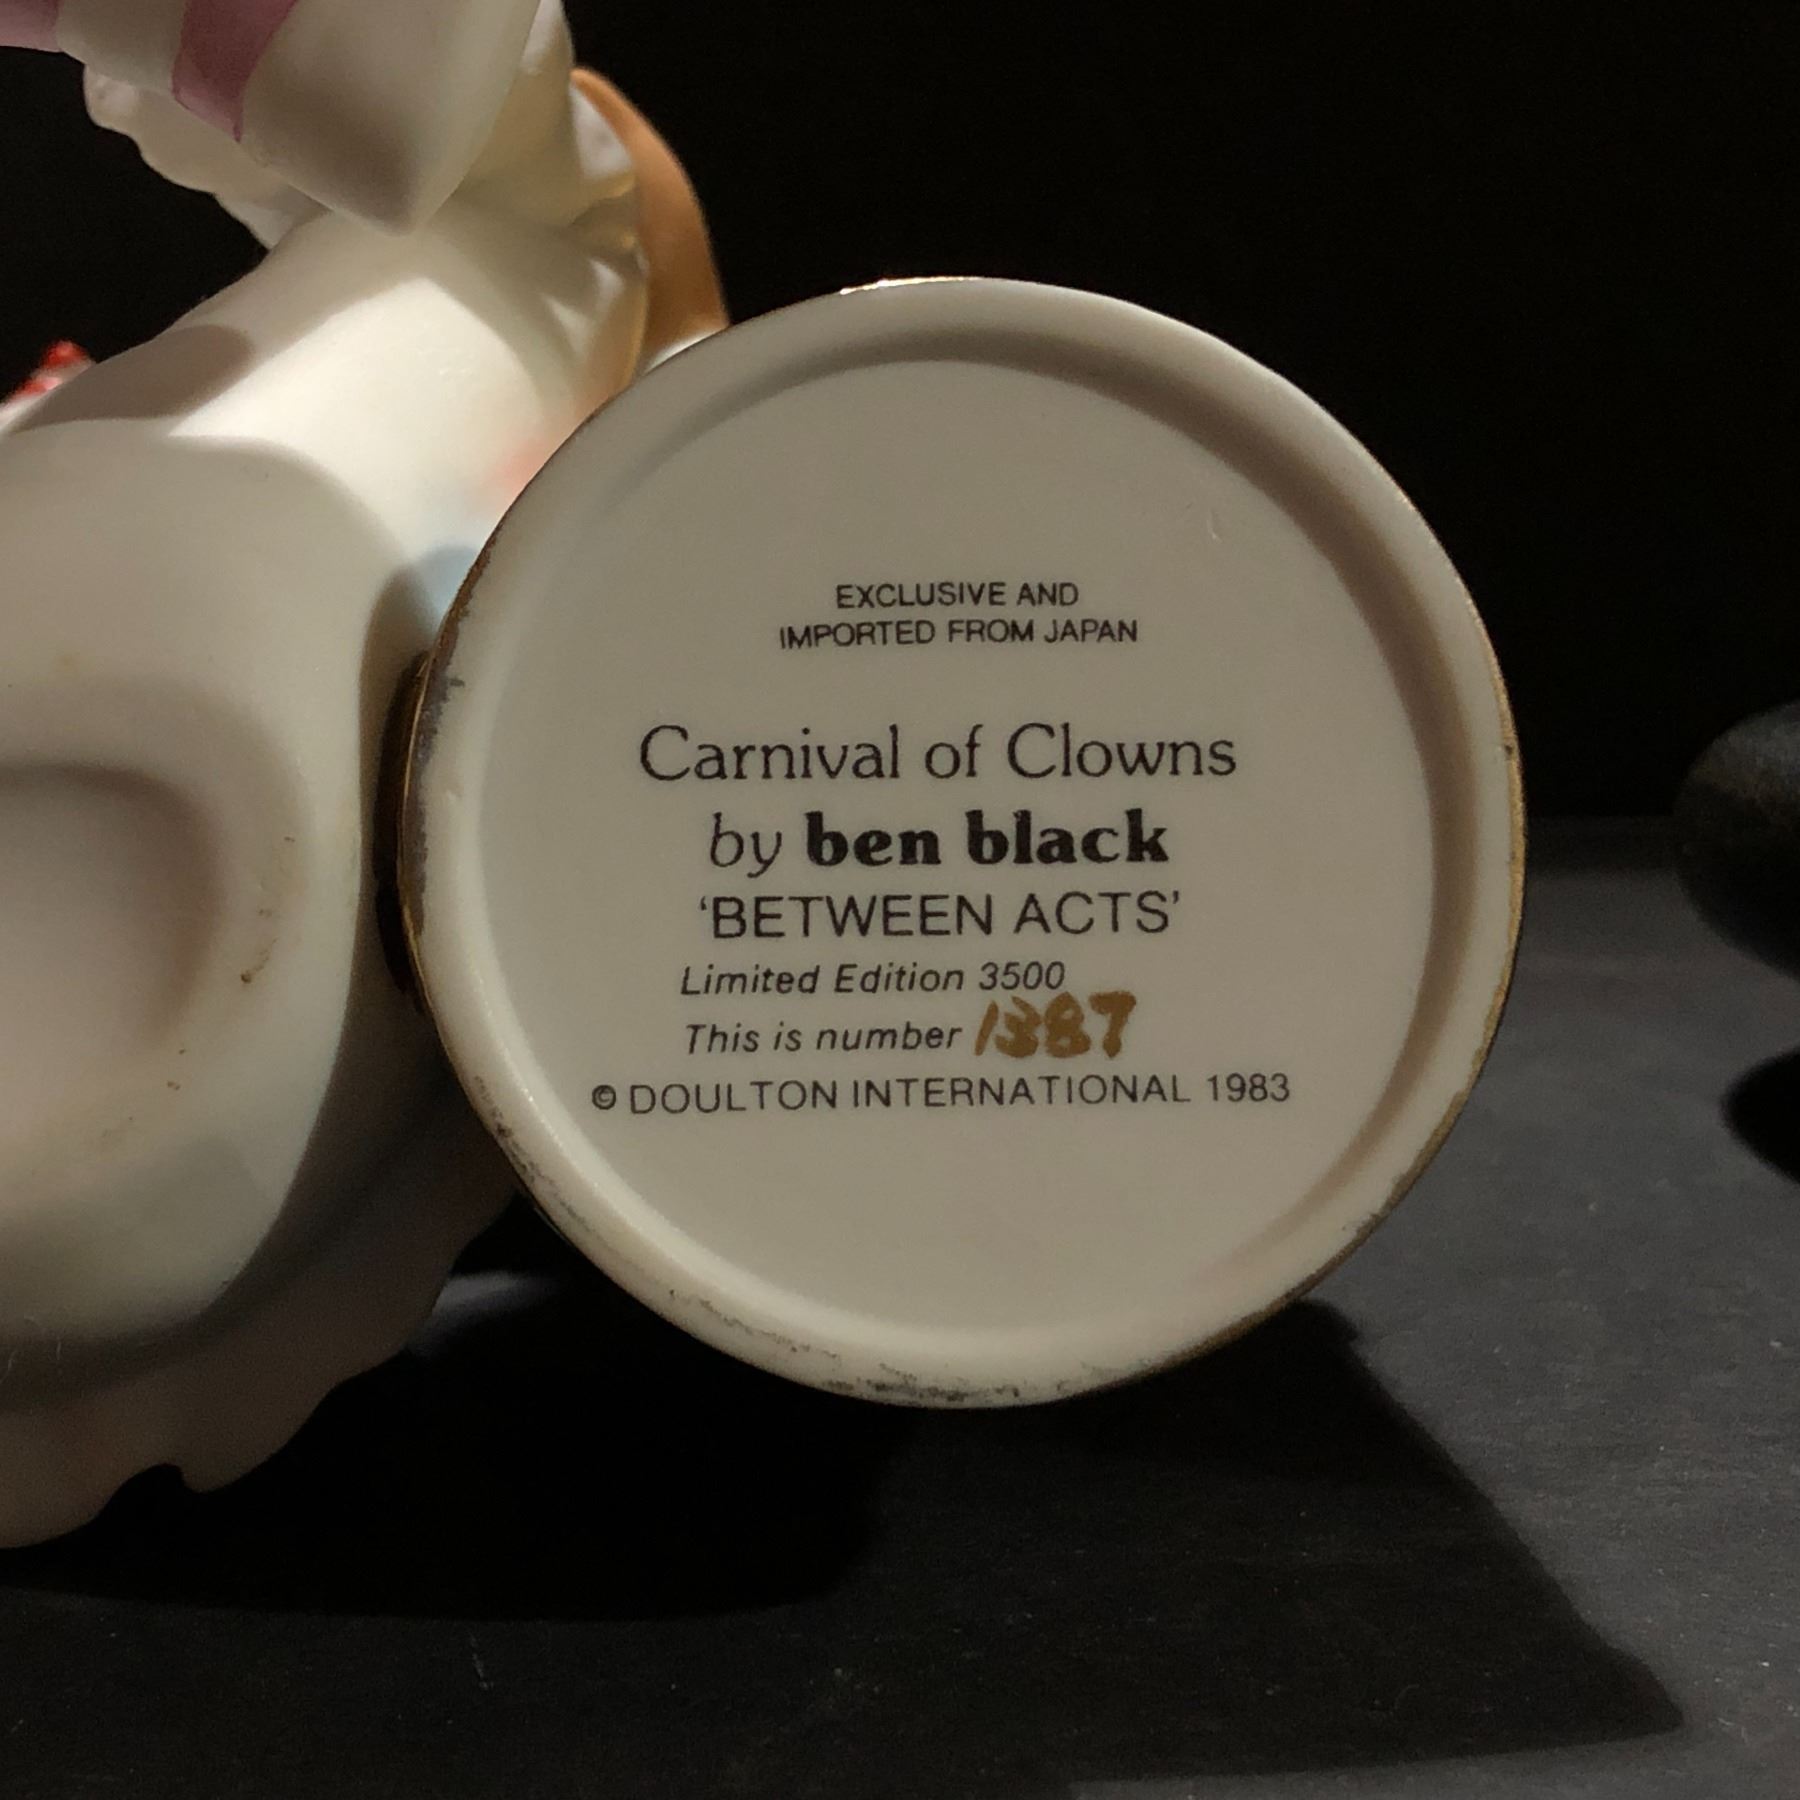 EXCLUSIVE AND
IMPORTED FROM JAPAN
Carnival of Clowns
by ben black
'BETWEEN ACTS'
Limited Edition 3500
This is number 1387
© DOULTON INTERNATIONAL 1983